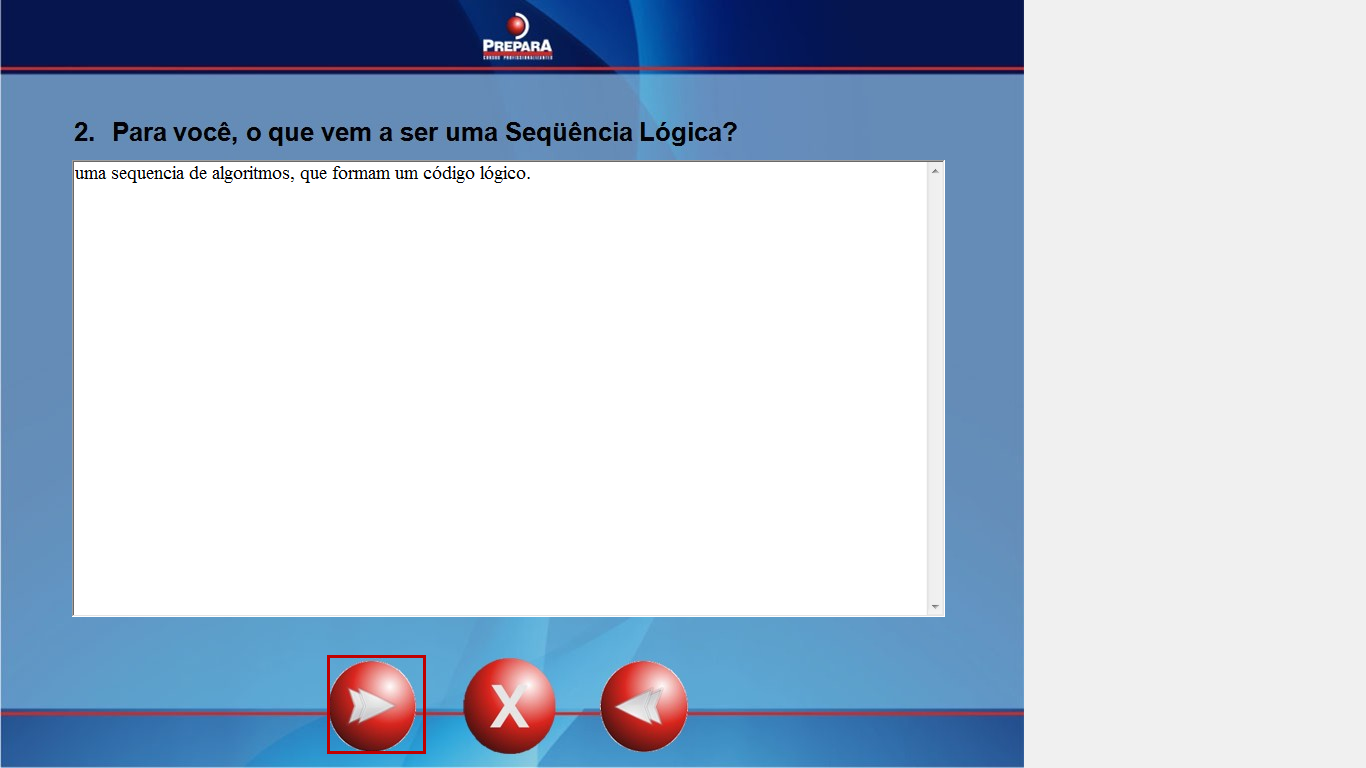 PREPARA
CURSOS PROFISSIONALIZANTES
2. Para você, o que vem a ser uma Seqüência Lógica?
uma sequencia de algoritmos, que formam um código lógico.
X